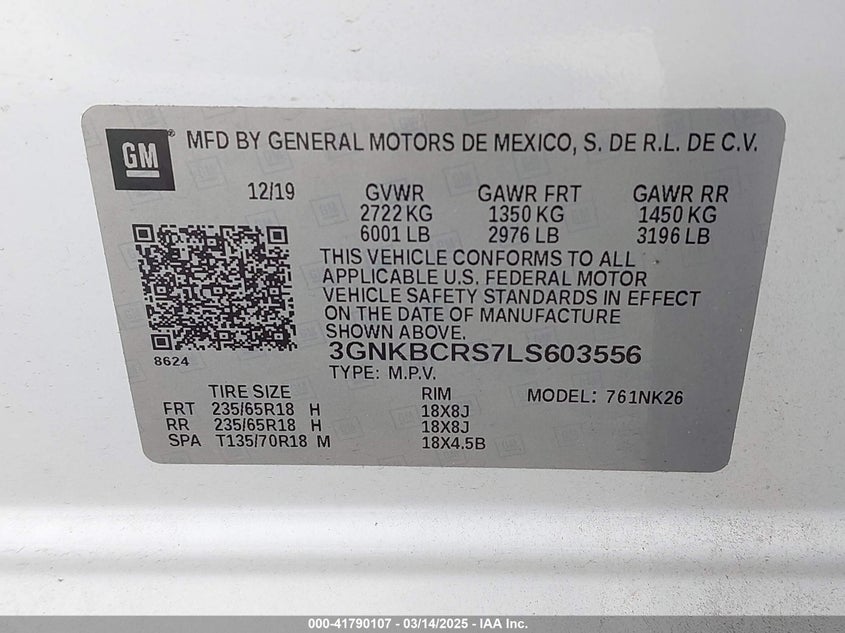 GM® MFD BY GENERAL MOTORS DE MEXICO, S. DE R.L. DE C.V.
12/19 GVWR GAWR FRT GAWR RR
2722 KG 1350 KG 1450 KG
6001 LB 2976 LB 3196 LB
THIS VEHICLE CONFORMS TO ALL
APPLICABLE U.S. FEDERAL MOTOR
VEHICLE SAFETY STANDARDS IN EFFECT
ON THE DATE OF MANUFACTURE
SHOWN ABOVE.
8624
3GNKBCRS7LS603556
TYPE: M.P.V.
TIRE SIZE RIM MODEL: 761NK26
FRT 235/65R18 H 18X8J
RR 235/65R18 H 18X8J
SPA T135/70R18 M 18X4.5B
000-41790107 - 03/14/2025 - IAA Inc.